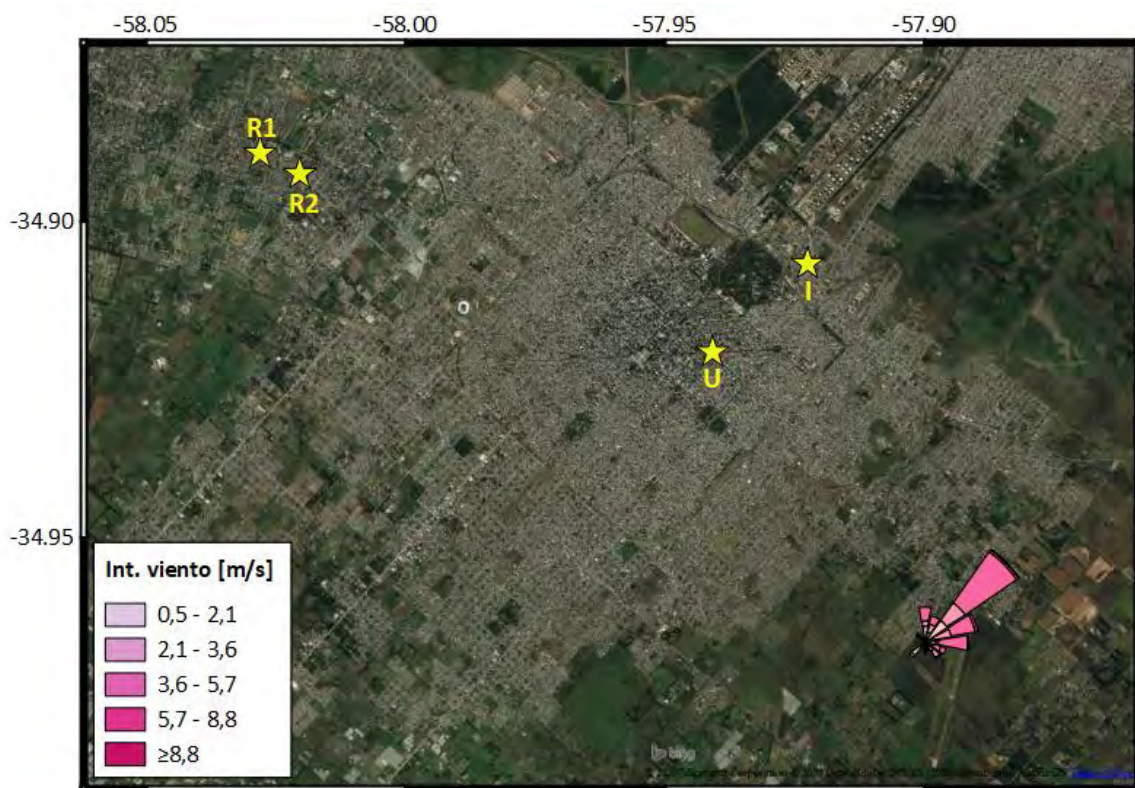 -58.05 -58.00 -57.95 -57.90
R1
R2
-34.90
I
U
-34.95
Int. viento [m/s]
0,5 - 2,1
2,1 - 3,6
3,6 - 5,7
5,7 - 8,8
≥8,8
bing